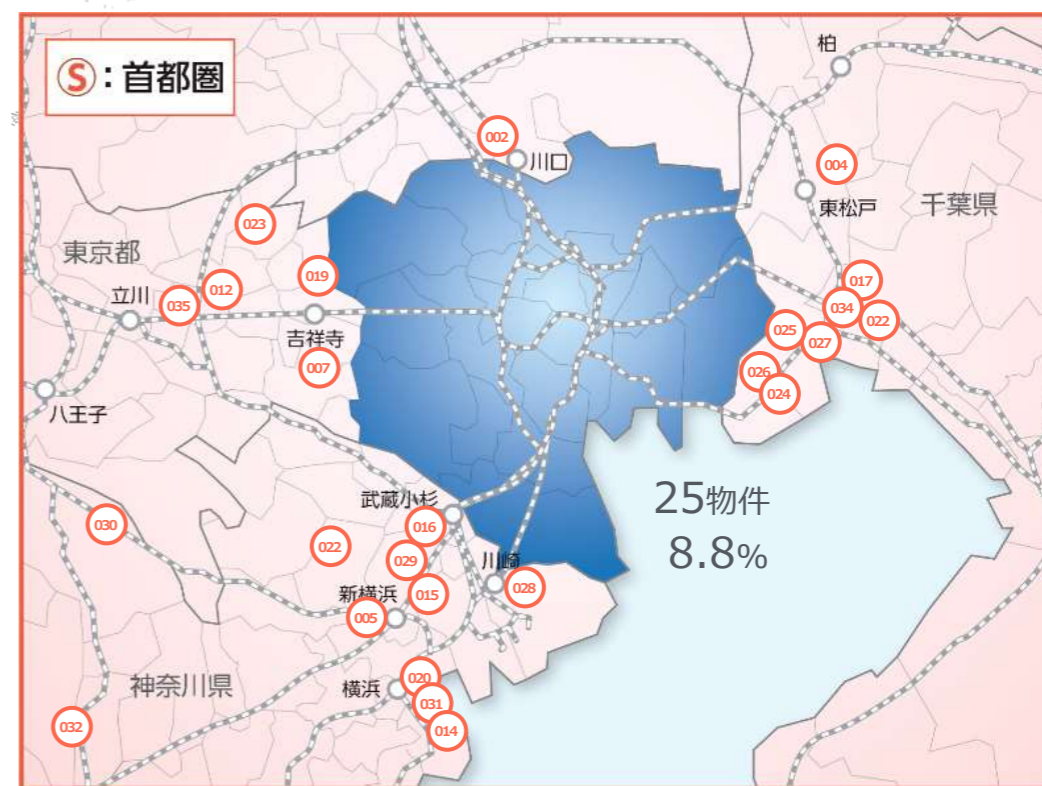 Ⓢ：首都圏
柏
002
川口
004
東松戸
千葉県
023
東京都
019
017
012
035
立川
034
022
025
吉祥寺
027
007
026
024
八王子
25物件
8.8%
武蔵小杉
016
030
022
029
川崎
028
015
新横浜
005
020
横浜
神奈川県
031
032
014